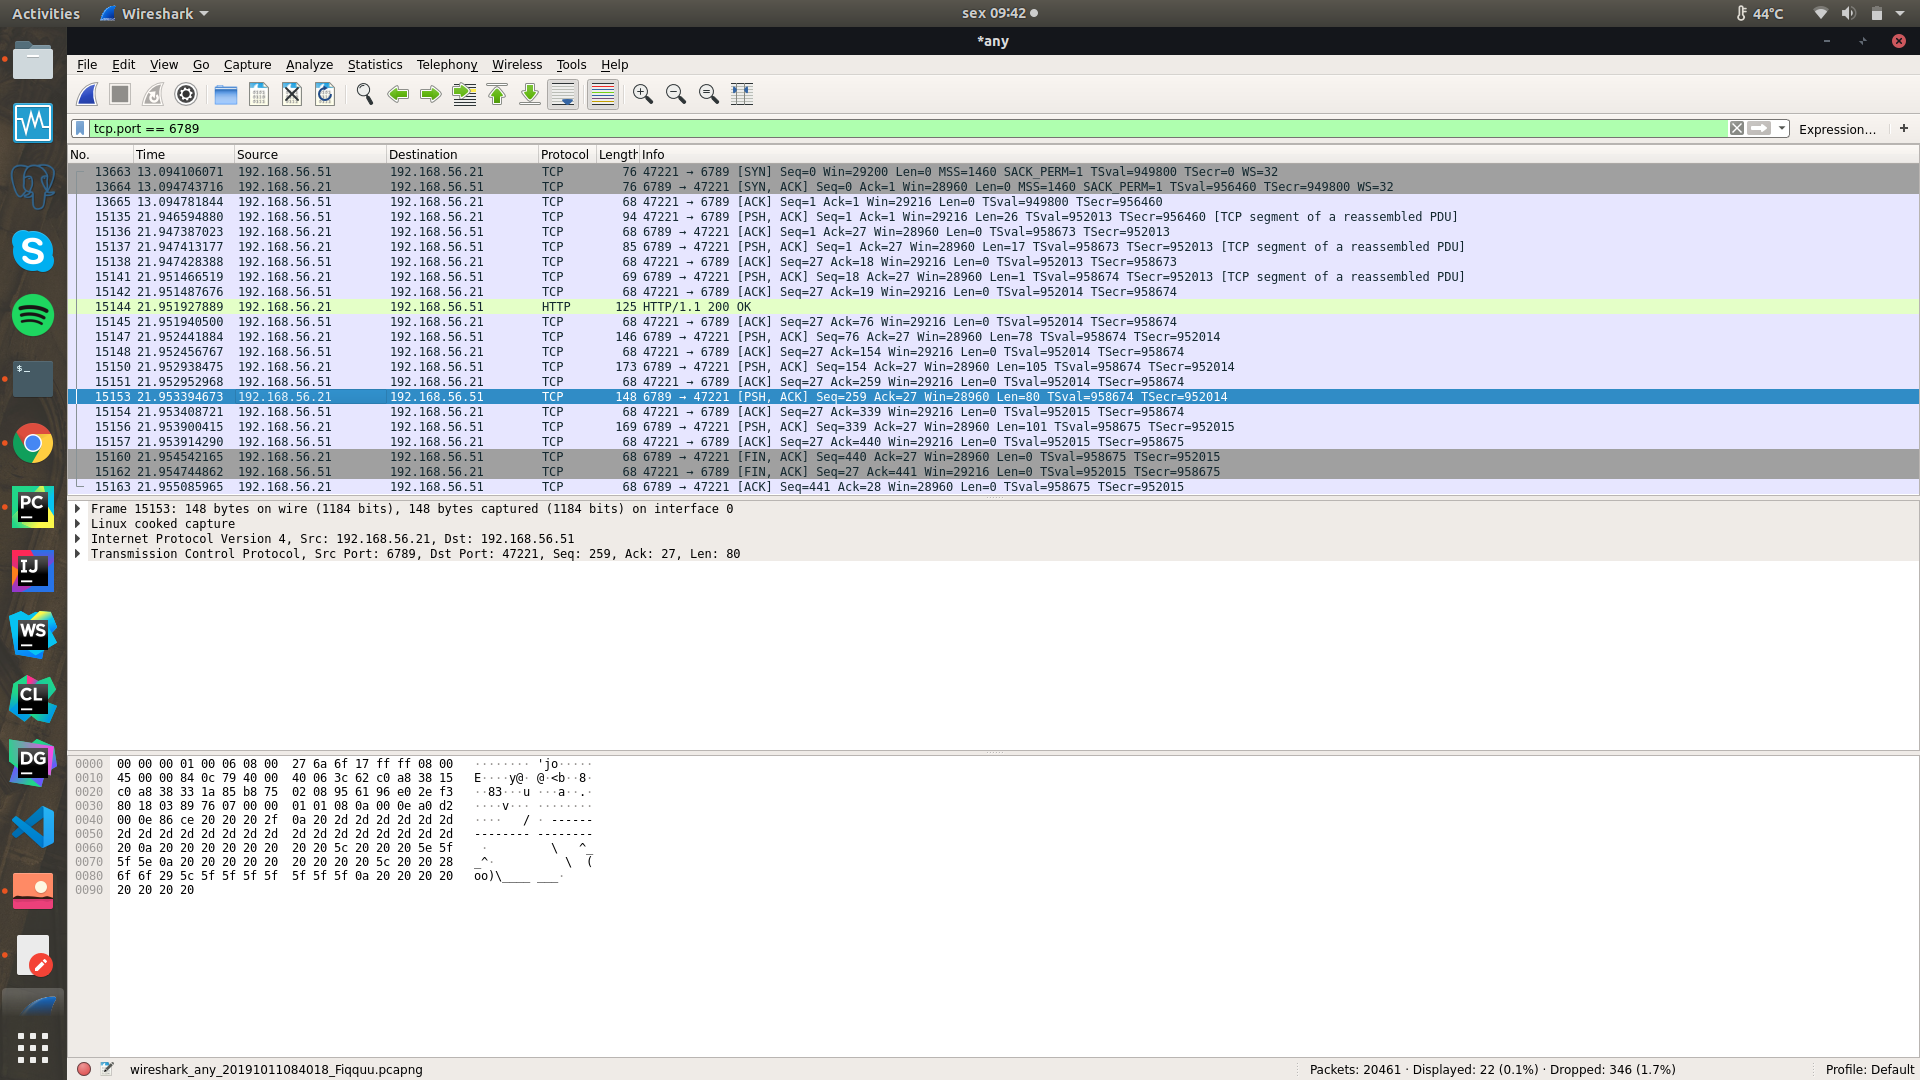 Activities Wireshark sex 09:42 44°C
*any
File Edit View Go Capture Analyze Statistics Telephony Wireless Tools Help
tcp.port == 6789 Expression… +
No. Time Source Destination Protocol Length Info
13663 13.094106071 192.168.56.51 192.168.56.21 TCP 76 47221 → 6789 [SYN] Seq=0 Win=29200 Len=0 MSS=1460 SACK_PERM=1 TSval=949800 TSecr=0 WS=32
13664 13.094743716 192.168.56.21 192.168.56.51 TCP 76 6789 → 47221 [SYN, ACK] Seq=0 Ack=1 Win=28960 Len=0 MSS=1460 SACK_PERM=1 TSval=956460 TSecr=949800 WS=32
13665 13.094781844 192.168.56.51 192.168.56.21 TCP 68 47221 → 6789 [ACK] Seq=1 Ack=1 Win=29216 Len=0 TSval=949800 TSecr=956460
15135 21.946594880 192.168.56.51 192.168.56.21 TCP 94 47221 → 6789 [PSH, ACK] Seq=1 Ack=1 Win=29216 Len=26 TSval=952013 TSecr=956460 [TCP segment of a reassembled PDU]
15136 21.947387023 192.168.56.21 192.168.56.51 TCP 68 6789 → 47221 [ACK] Seq=1 Ack=27 Win=28960 Len=0 TSval=958673 TSecr=952013
15137 21.947413177 192.168.56.21 192.168.56.51 TCP 85 6789 → 47221 [PSH, ACK] Seq=1 Ack=27 Win=28960 Len=17 TSval=958673 TSecr=952013 [TCP segment of a reassembled PDU]
15138 21.947428388 192.168.56.51 192.168.56.21 TCP 68 47221 → 6789 [ACK] Seq=27 Ack=18 Win=29216 Len=0 TSval=952013 TSecr=958673
15141 21.951466519 192.168.56.21 192.168.56.51 TCP 69 6789 → 47221 [PSH, ACK] Seq=18 Ack=27 Win=28960 Len=1 TSval=958674 TSecr=952013 [TCP segment of a reassembled PDU]
15142 21.951487676 192.168.56.51 192.168.56.21 TCP 68 47221 → 6789 [ACK] Seq=27 Ack=19 Win=29216 Len=0 TSval=952014 TSecr=958674
15144 21.951927889 192.168.56.21 192.168.56.51 HTTP 125 HTTP/1.1 200 OK
15145 21.951940500 192.168.56.51 192.168.56.21 TCP 68 47221 → 6789 [ACK] Seq=27 Ack=76 Win=29216 Len=0 TSval=952014 TSecr=958674
15147 21.952441884 192.168.56.21 192.168.56.51 TCP 146 6789 → 47221 [PSH, ACK] Seq=76 Ack=27 Win=28960 Len=78 TSval=958674 TSecr=952014
15148 21.952456767 192.168.56.51 192.168.56.21 TCP 68 47221 → 6789 [ACK] Seq=27 Ack=154 Win=29216 Len=0 TSval=952014 TSecr=958674
15150 21.952938475 192.168.56.21 192.168.56.51 TCP 173 6789 → 47221 [PSH, ACK] Seq=154 Ack=27 Win=28960 Len=105 TSval=958674 TSecr=952014
15151 21.952952968 192.168.56.51 192.168.56.21 TCP 68 47221 → 6789 [ACK] Seq=27 Ack=259 Win=29216 Len=0 TSval=952014 TSecr=958674
15153 21.953394673 192.168.56.21 192.168.56.51 TCP 148 6789 → 47221 [PSH, ACK] Seq=259 Ack=27 Win=28960 Len=80 TSval=958674 TSecr=952014
15154 21.953408721 192.168.56.51 192.168.56.21 TCP 68 47221 → 6789 [ACK] Seq=27 Ack=339 Win=29216 Len=0 TSval=952015 TSecr=958674
15156 21.953900415 192.168.56.21 192.168.56.51 TCP 169 6789 → 47221 [PSH, ACK] Seq=339 Ack=27 Win=28960 Len=101 TSval=958675 TSecr=952015
15157 21.953914290 192.168.56.51 192.168.56.21 TCP 68 47221 → 6789 [ACK] Seq=27 Ack=440 Win=29216 Len=0 TSval=952015 TSecr=958675
15160 21.954542165 192.168.56.21 192.168.56.51 TCP 68 6789 → 47221 [FIN, ACK] Seq=440 Ack=27 Win=28960 Len=0 TSval=958675 TSecr=952015
15162 21.954744862 192.168.56.51 192.168.56.21 TCP 68 47221 → 6789 [FIN, ACK] Seq=27 Ack=441 Win=29216 Len=0 TSval=952015 TSecr=958675
15163 21.955085965 192.168.56.21 192.168.56.51 TCP 68 6789 → 47221 [ACK] Seq=441 Ack=28 Win=28960 Len=0 TSval=958675 TSecr=952015
Frame 15153: 148 bytes on wire (1184 bits), 148 bytes captured (1184 bits) on interface 0
Linux cooked capture
Internet Protocol Version 4, Src: 192.168.56.21, Dst: 192.168.56.51
Transmission Control Protocol, Src Port: 6789, Dst Port: 47221, Seq: 259, Ack: 27, Len: 80
0000 00 00 00 01 00 06 08 00 27 6a 6f 17 ff ff 08 00 ········ 'jo·····
0010 45 00 00 84 0c 79 40 00 40 06 3c 62 c0 a8 38 15 E····y@· @·<b··8·
0020 c0 a8 38 33 1a 85 b8 75 02 08 95 61 96 e0 2e f3 ··83···u ···a··.·
0030 80 18 03 89 76 07 00 00 01 01 08 0a 00 0e a0 d2 ····v··· ········
0040 00 0e 86 ce 20 20 20 2f 0a 20 2d 2d 2d 2d 2d 2d ····   / · ------
0050 2d 2d 2d 2d 2d 2d 2d 2d 2d 2d 2d 2d 2d 2d 2d 2d -------- --------
0060 20 0a 20 20 20 20 20 20 20 20 5c 20 20 20 5e 5f  ·         \   ^_
0070 5f 5e 0a 20 20 20 20 20 20 20 20 20 5c 20 20 28 _^·          \  (
0080 6f 6f 29 5c 5f 5f 5f 5f 5f 5f 5f 0a 20 20 20 20 oo)\____ ___·
0090 20 20 20 20
$_
PC
IJ
WS
CL
DG
wireshark_any_20191011084018_Fiqquu.pcapng Packets: 20461 · Displayed: 22 (0.1%) · Dropped: 346 (1.7%) Profile: Default